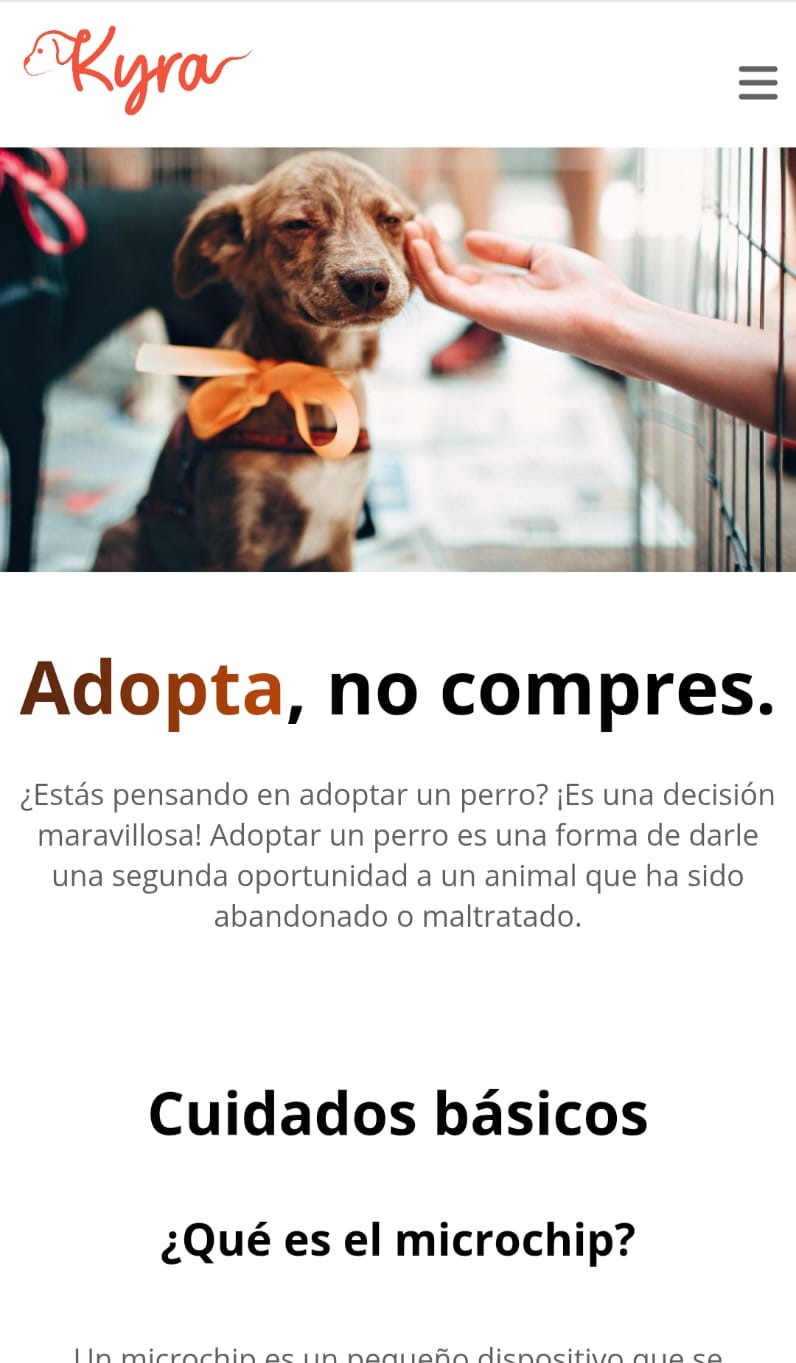 Kyra
Adopta, no compres.
¿Estás pensando en adoptar un perro? ¡Es una decisión
maravillosa! Adoptar un perro es una forma de darle
una segunda oportunidad a un animal que ha sido
abandonado o maltratado.
Cuidados básicos
¿Qué es el microchip?
Un microchip es un pequeño dispositivo que se